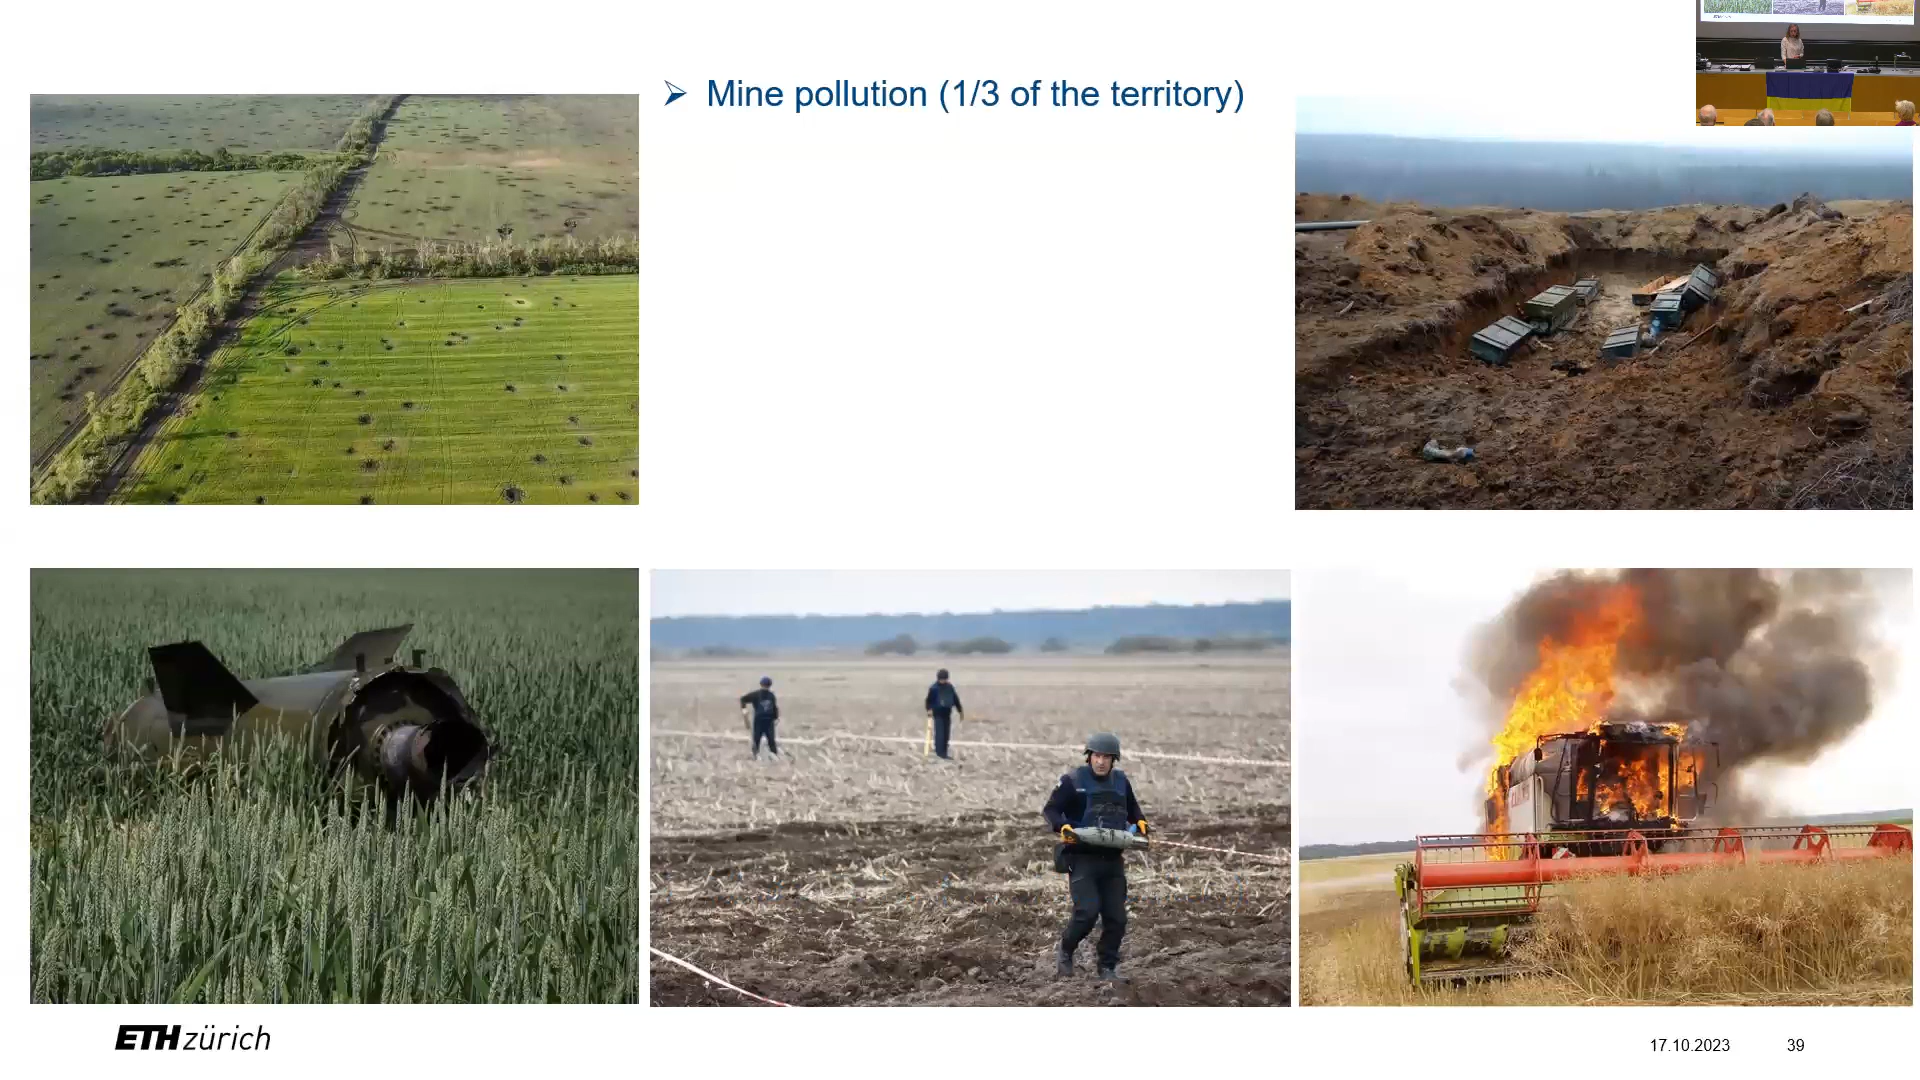 ➢ Mine pollution (1/3 of the territory)
ETH zürich
17.10.2023
39